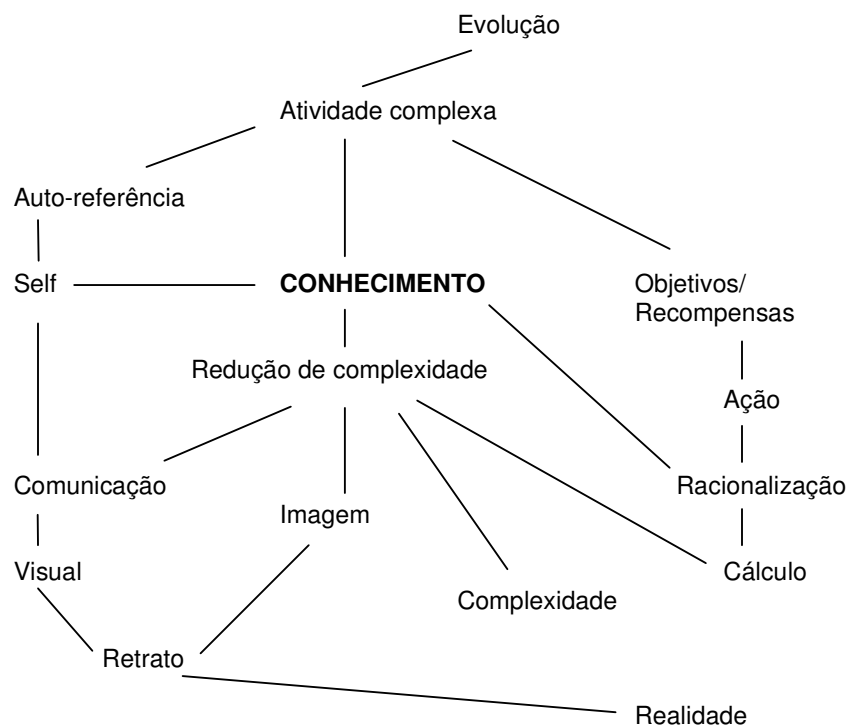 Evolução
Atividade complexa
Auto-referência
Self
CONHECIMENTO
Objetivos/
Recompensas
Redução de complexidade
Ação
Comunicação
Imagem
Racionalização
Visual
Complexidade
Cálculo
Retrato
Realidade